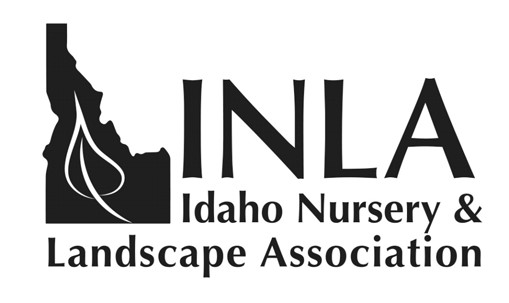 INLA
Idaho Nursery &
Landscape Association